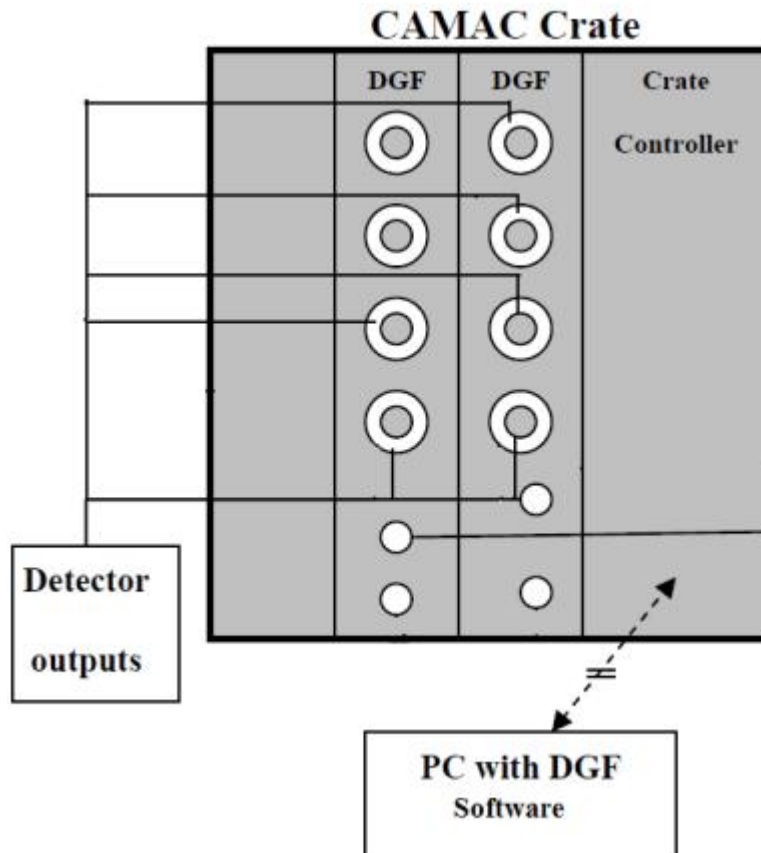 CAMAC Crate
DGF
DGF
Crate
Controller
Detector
outputs
PC with DGF
Software